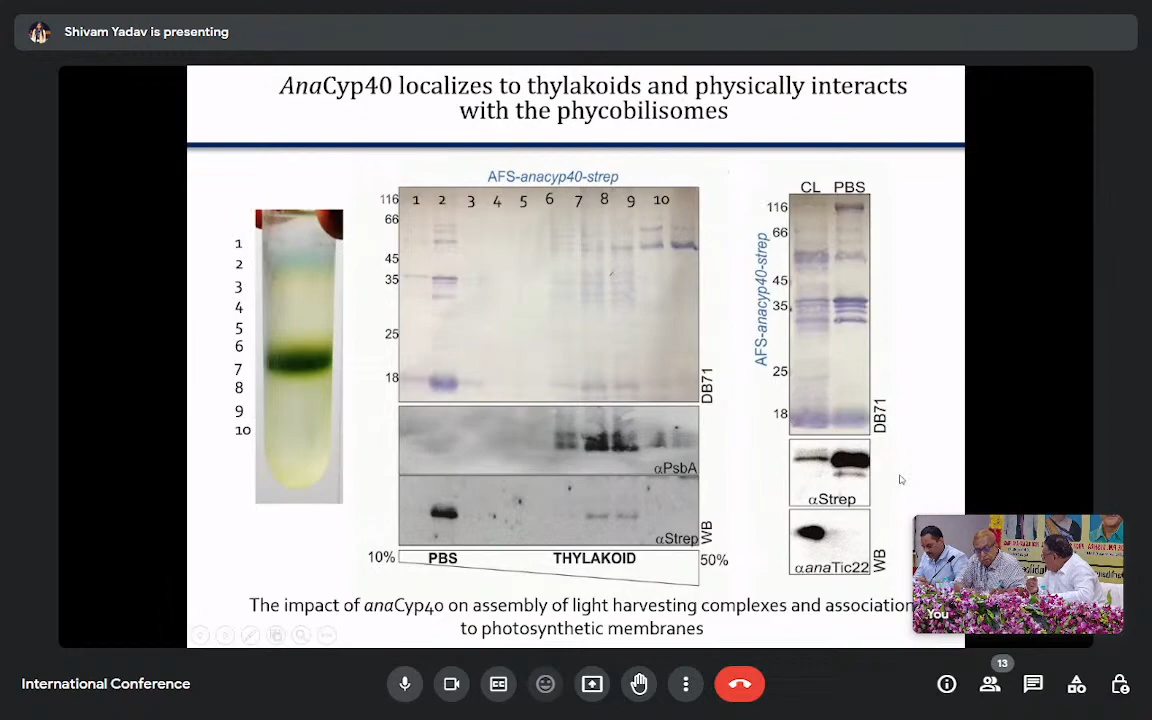 Shivam Yadav is presenting
AnaCyp40 localizes to thylakoids and physically interacts
with the phycobilisomes
1
2
3
4
5
6
7
8
9
10
AFS-anacyp40-strep
1 2 3 4 5 6 7 8 9 10
116
66
45
35
25
18
DB71
αPsbA
αStrep
WB
10% PBS THYLAKOID 50%
CL PBS
AFS-anacyp40-strep
116
66
45
35
25
18
DB71
αStrep
αanaTic22
WB
The impact of anaCyp40 on assembly of light harvesting complexes and association
to photosynthetic membranes
You
International Conference
13